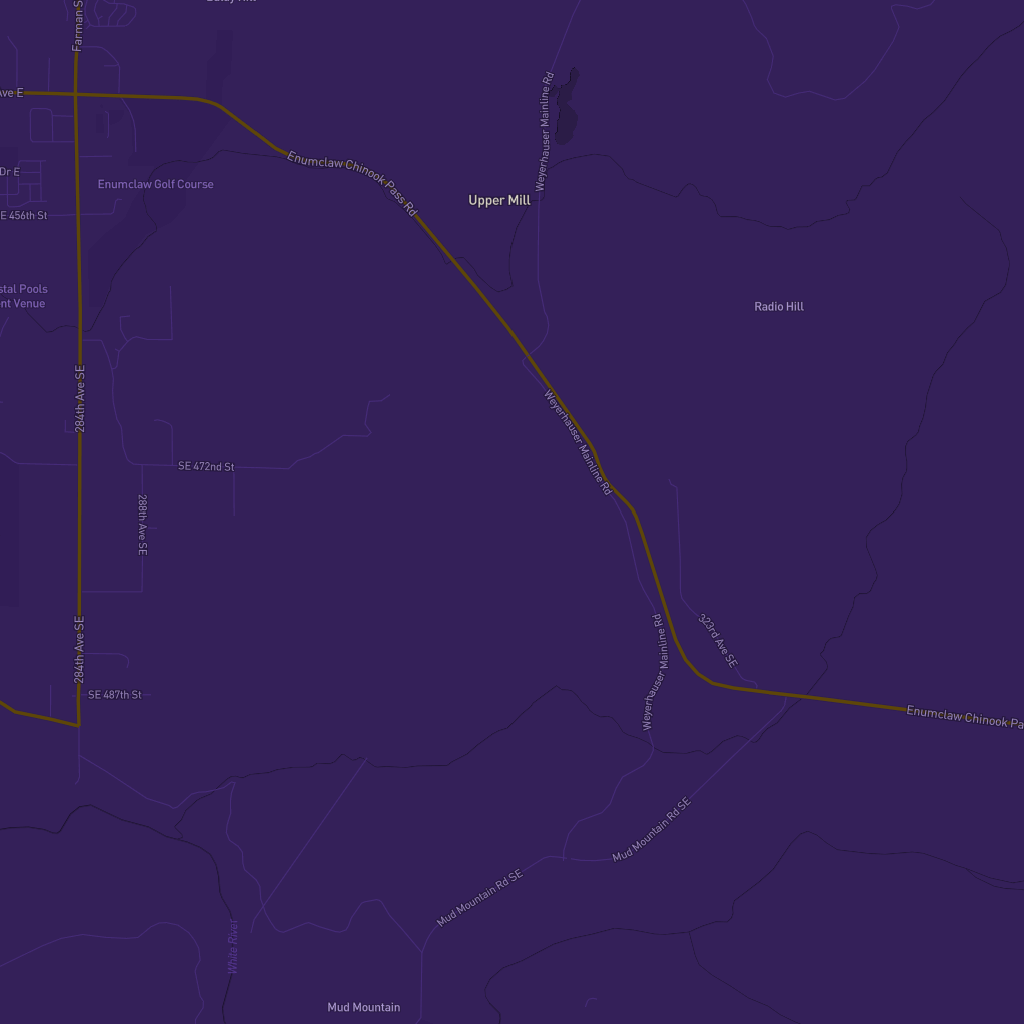 Farman S
Ave E
Weyerhauser Mainline Rd
Enumclaw Chinook Pass Rd
Dr E
Enumclaw Golf Course
Upper Mill
E 456th St
stal Pools
nt Venue
Radio Hill
284th Ave SE
Weyerhauser Mainline Rd
SE 472nd St
288th Ave SE
284th Ave SE
Weyerhauser Mainline Rd
323rd Ave SE
SE 487th St
Enumclaw Chinook Pa
Mud Mountain Rd SE
Mud Mountain Rd SE
White River
Mud Mountain